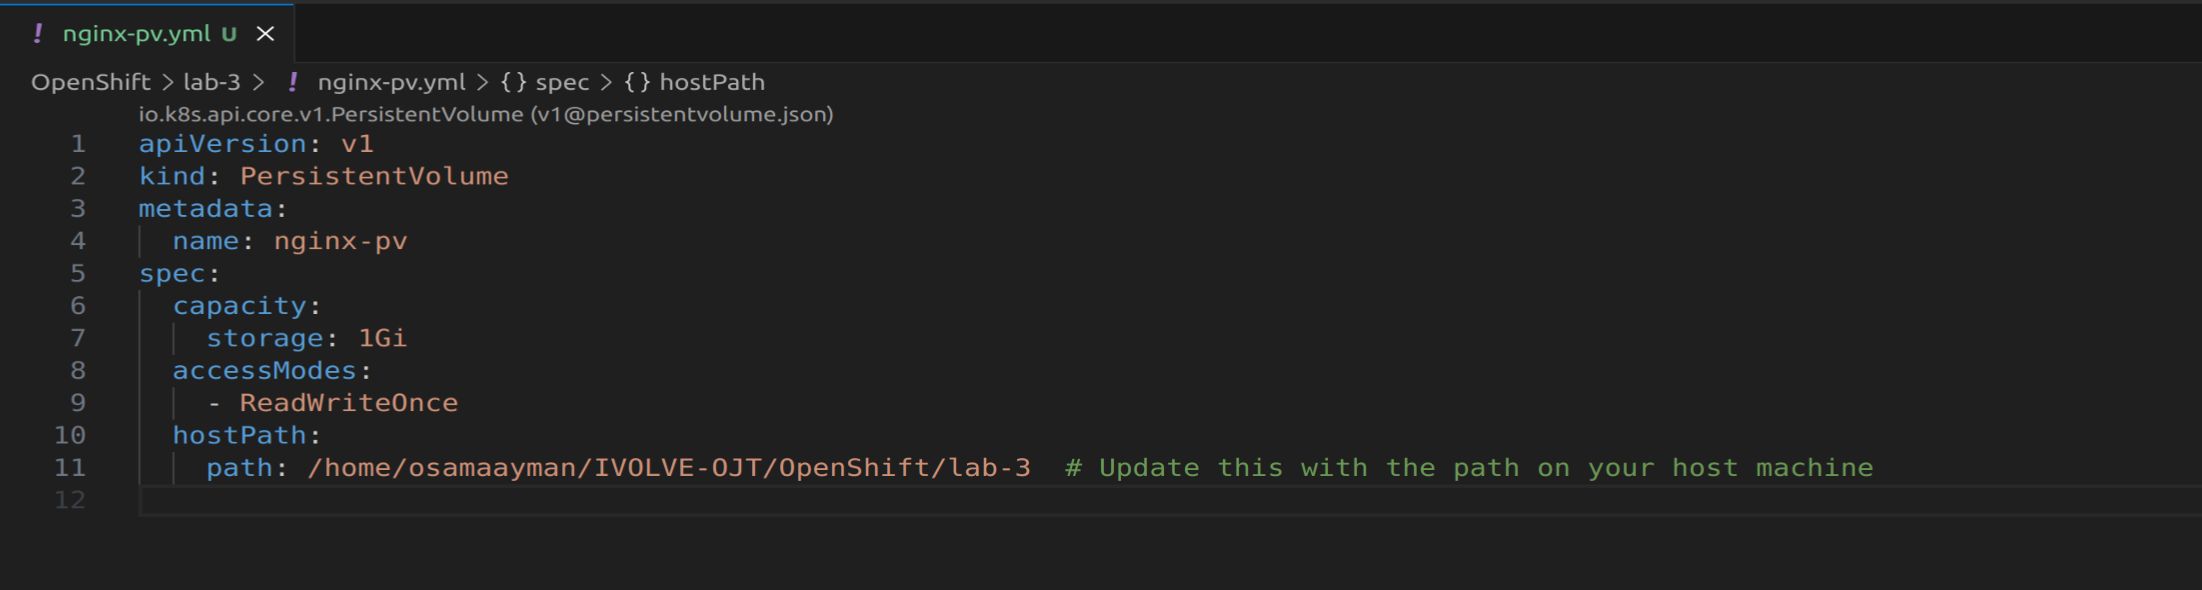 ! nginx-pv.yml U ×
OpenShift > lab-3 > ! nginx-pv.yml > {} spec > {} hostPath
io.k8s.api.core.v1.PersistentVolume (v1@persistentvolume.json)
1 apiVersion: v1
2 kind: PersistentVolume
3 metadata:
4   name: nginx-pv
5 spec:
6   capacity:
7     storage: 1Gi
8   accessModes:
9     - ReadWriteOnce
10   hostPath:
11     path: /home/osamaayman/IVOLVE-OJT/OpenShift/lab-3  # Update this with the path on your host machine
12